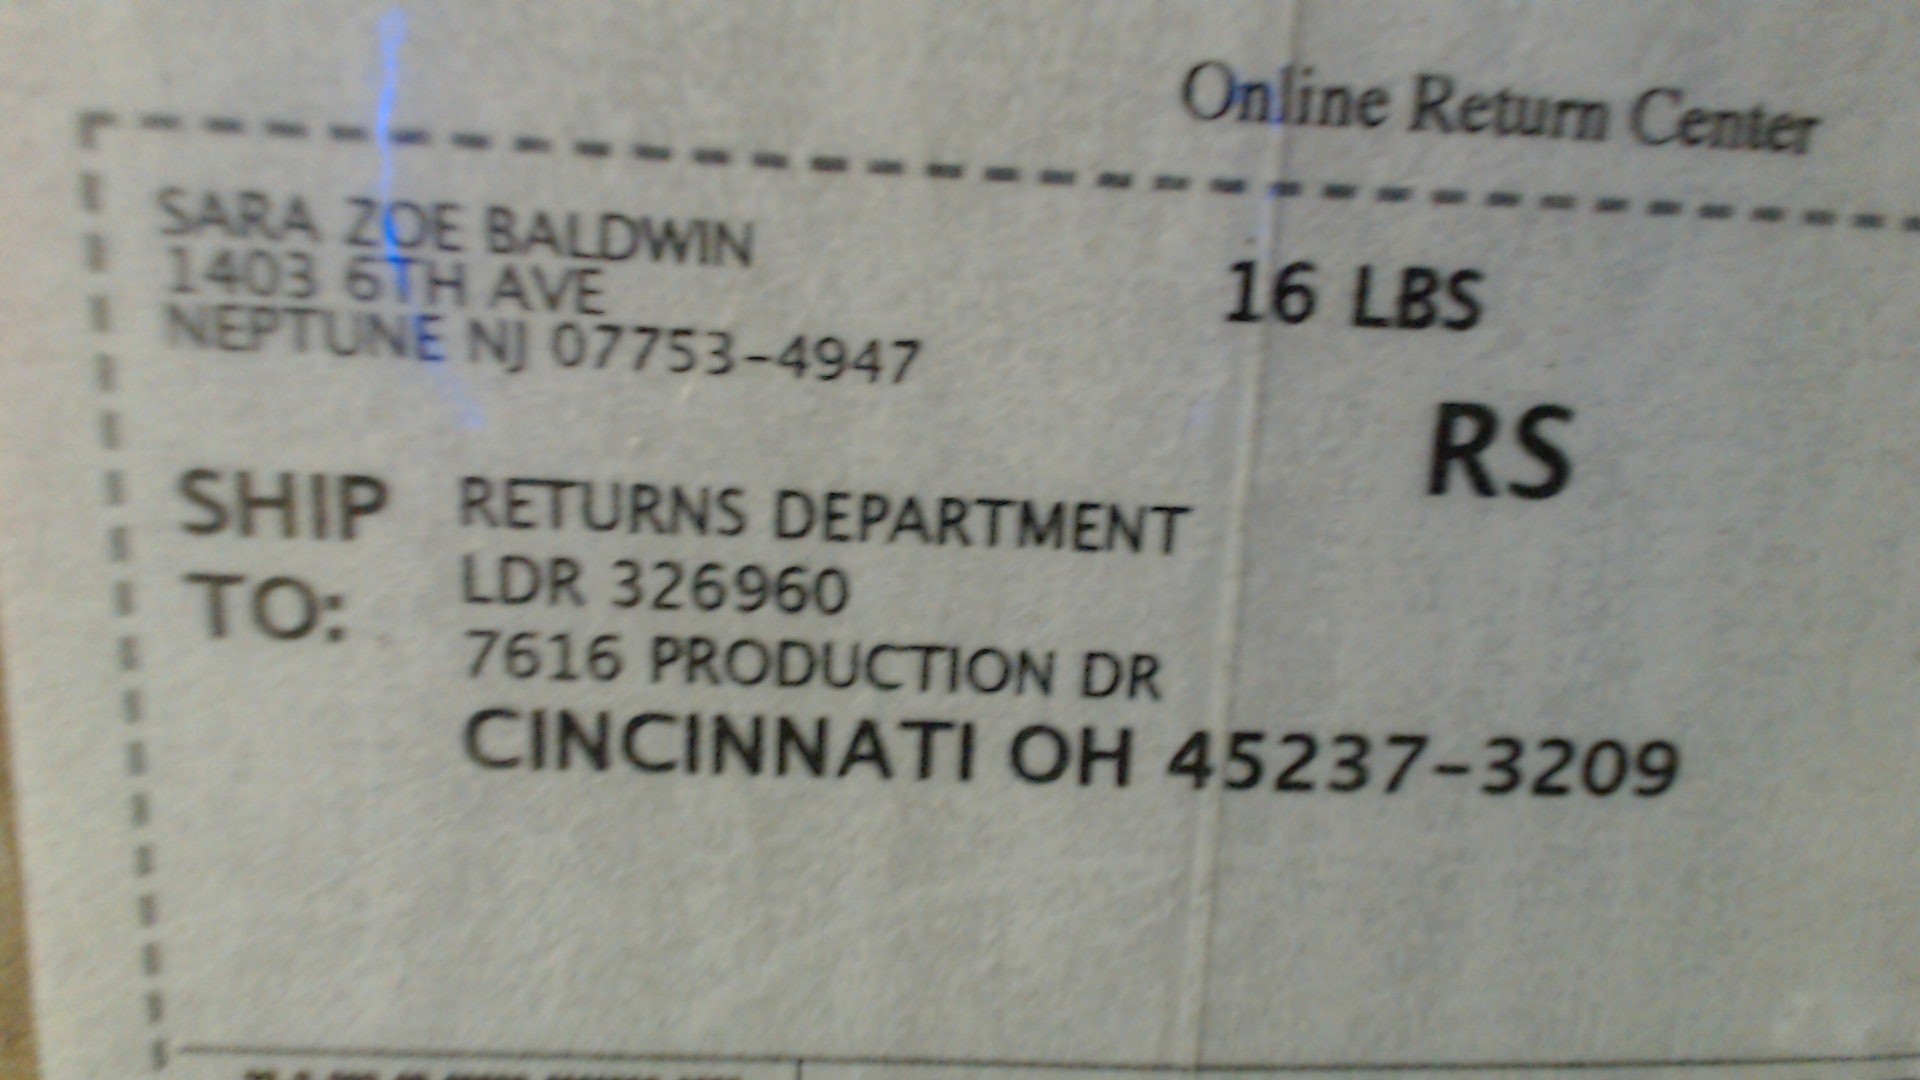 Online Return Center
SARA ZOE BALDWIN
1403 6TH AVE
NEPTUNE NJ 07753-4947
16 LBS
RS
SHIP TO:
RETURNS DEPARTMENT
LDR 326960
7616 PRODUCTION DR
CINCINNATI OH 45237-3209